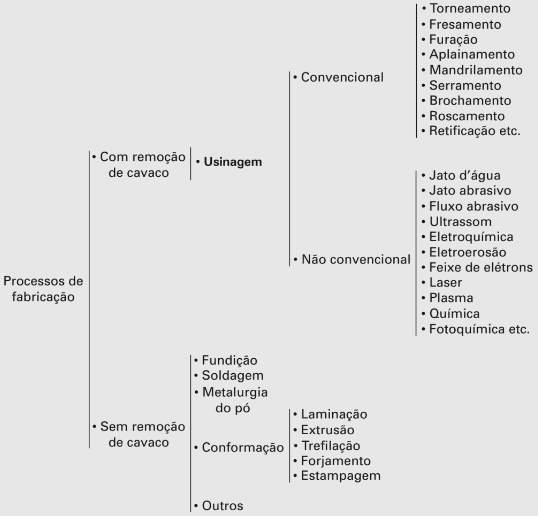 Processos de
fabricação
• Com remoção
de cavaco
• Usinagem
• Convencional
• Torneamento
• Fresamento
• Furação
• Aplainamento
• Mandrilamento
• Serramento
• Brochamento
• Roscamento
• Retificação etc.
• Não convencional
• Jato d’água
• Jato abrasivo
• Fluxo abrasivo
• Ultrassom
• Eletroquímica
• Eletroerosão
• Feixe de elétrons
• Laser
• Plasma
• Química
• Fotoquímica etc.
• Sem remoção
de cavaco
• Fundição
• Soldagem
• Metalurgia
do pó
• Conformação
• Laminação
• Extrusão
• Trefilação
• Forjamento
• Estampagem
• Outros